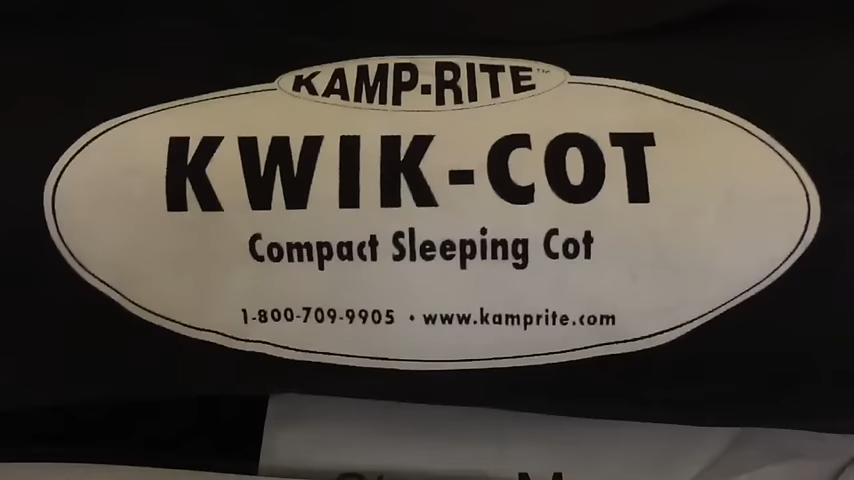 KAMP-RITE™
KWIK-COT
Compact Sleeping Cot
1-800-709-9905 • www.kamprite.com